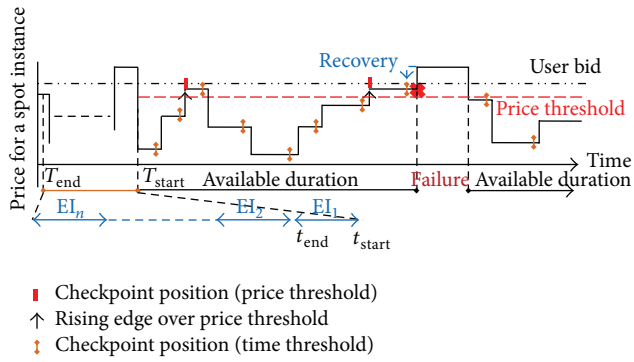 Price for a spot instance
Recovery
User bid
Price threshold
Time
T_end
T_start
Available duration
Failure
Available duration
EI_n
EI_2
EI_1
t_end
t_start
Checkpoint position (price threshold)
Rising edge over price threshold
Checkpoint position (time threshold)